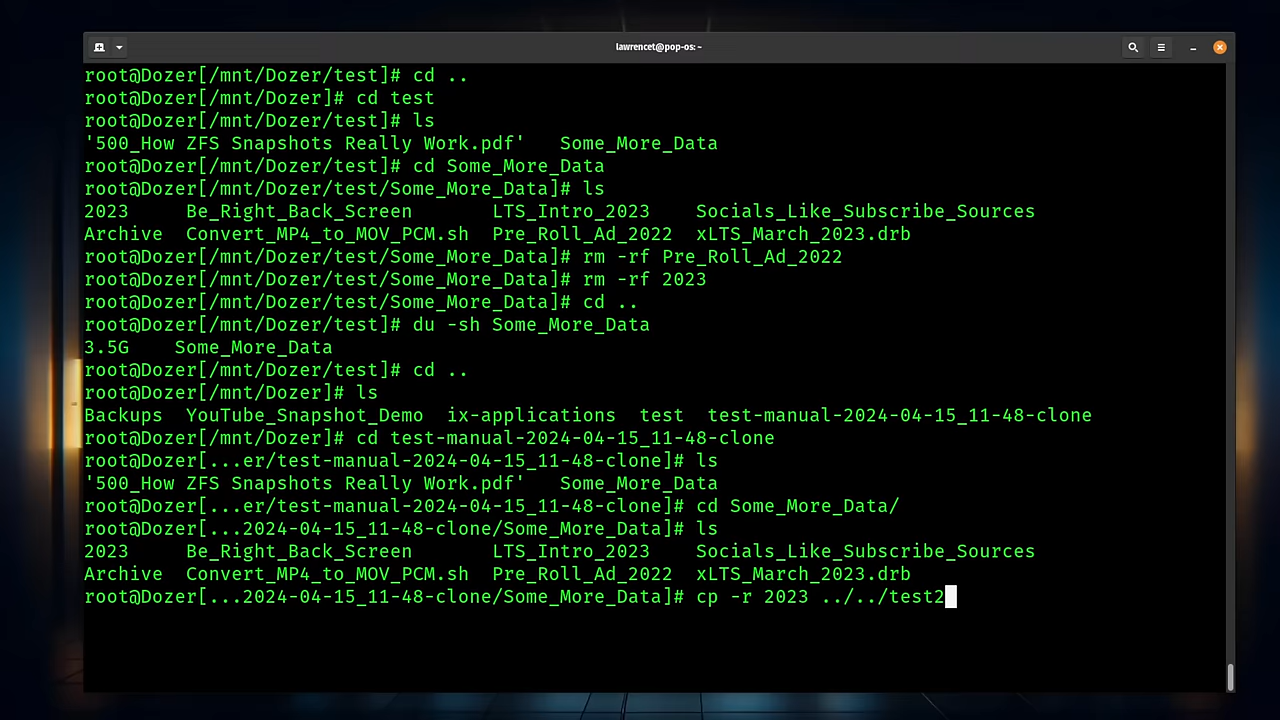 lawrencet@pop-os: ~
root@Dozer[/mnt/Dozer/test]# cd ..
root@Dozer[/mnt/Dozer]# cd test
root@Dozer[/mnt/Dozer/test]# ls
'500_How ZFS Snapshots Really Work.pdf'   Some_More_Data
root@Dozer[/mnt/Dozer/test]# cd Some_More_Data
root@Dozer[/mnt/Dozer/test/Some_More_Data]# ls
2023     Be_Right_Back_Screen       LTS_Intro_2023    Socials_Like_Subscribe_Sources
Archive  Convert_MP4_to_MOV_PCM.sh  Pre_Roll_Ad_2022  xLTS_March_2023.drb
root@Dozer[/mnt/Dozer/test/Some_More_Data]# rm -rf Pre_Roll_Ad_2022
root@Dozer[/mnt/Dozer/test/Some_More_Data]# rm -rf 2023
root@Dozer[/mnt/Dozer/test/Some_More_Data]# cd ..
root@Dozer[/mnt/Dozer/test]# du -sh Some_More_Data
3.5G    Some_More_Data
root@Dozer[/mnt/Dozer/test]# cd ..
root@Dozer[/mnt/Dozer]# ls
Backups  YouTube_Snapshot_Demo  ix-applications  test  test-manual-2024-04-15_11-48-clone
root@Dozer[/mnt/Dozer]# cd test-manual-2024-04-15_11-48-clone
root@Dozer[...er/test-manual-2024-04-15_11-48-clone]# ls
'500_How ZFS Snapshots Really Work.pdf'   Some_More_Data
root@Dozer[...er/test-manual-2024-04-15_11-48-clone]# cd Some_More_Data/
root@Dozer[...2024-04-15_11-48-clone/Some_More_Data]# ls
2023     Be_Right_Back_Screen       LTS_Intro_2023    Socials_Like_Subscribe_Sources
Archive  Convert_MP4_to_MOV_PCM.sh  Pre_Roll_Ad_2022  xLTS_March_2023.drb
root@Dozer[...2024-04-15_11-48-clone/Some_More_Data]# cp -r 2023 ../../test2